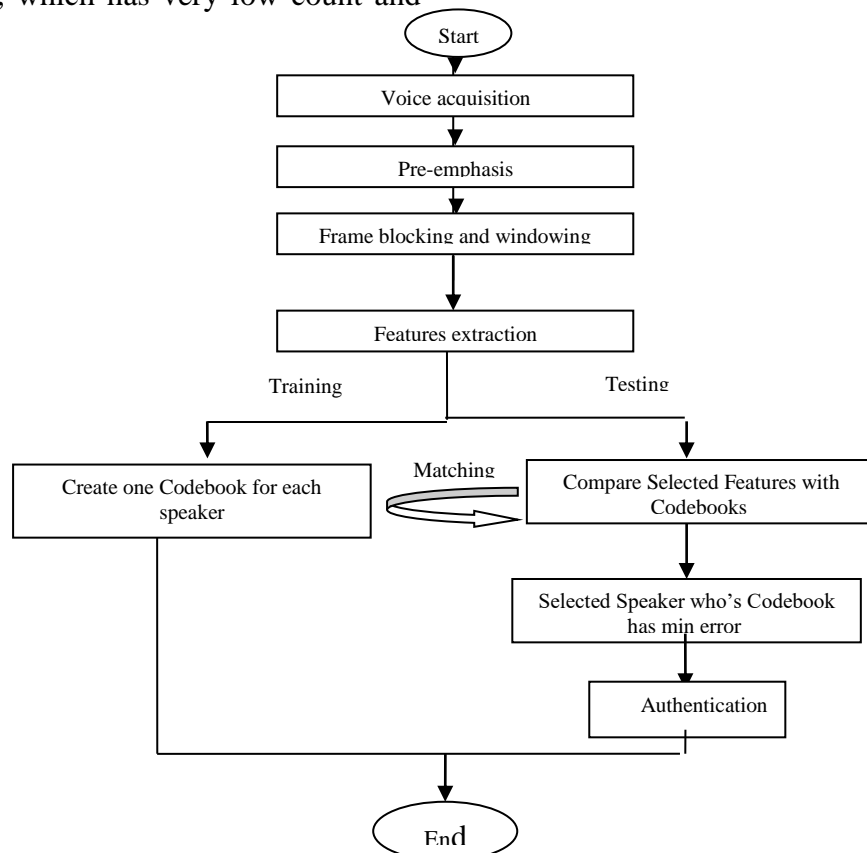 , which has very low count and
Start
Voice acquisition
Pre-emphasis
Frame blocking and windowing
Features extraction
Training
Testing
Create one Codebook for each
speaker
Matching
Compare Selected Features with
Codebooks
Selected Speaker who's Codebook
has min error
Authentication
End